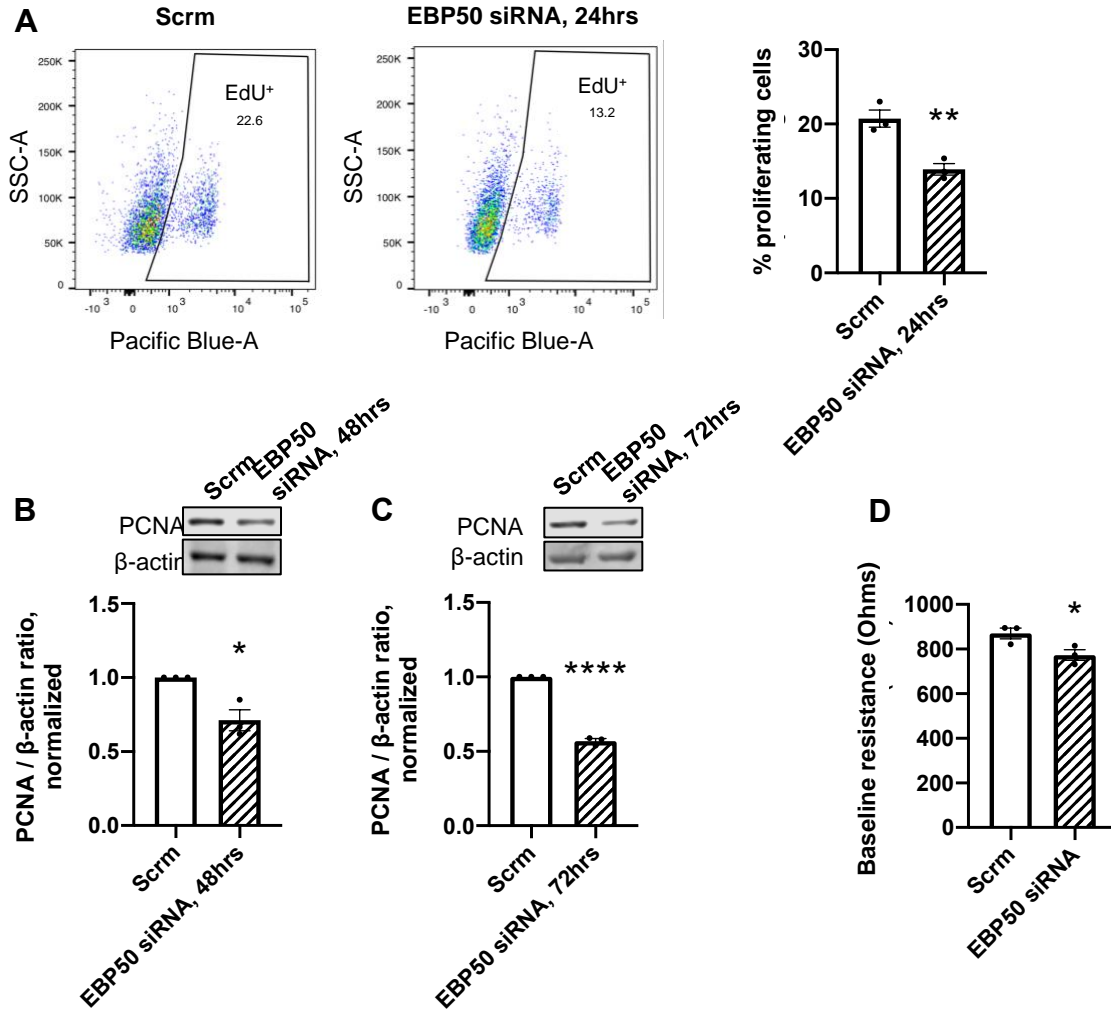 A
Scrm
EBP50 siRNA, 24hrs
250K
200K
150K
100K
50K
0
SSC-A
EdU⁺
22.6
-10 3
0
10 3
10 4
10 5
Pacific Blue-A
250K
200K
150K
100K
50K
0
SSC-A
EdU⁺
13.2
-10 3
0
10 3
10 4
10 5
Pacific Blue-A
% proliferating cells
30
20
10
0
**
Scrm
EBP50 siRNA, 24hrs
B
Scrm
EBP50
siRNA, 48hrs
PCNA
β-actin
PCNA / β-actin ratio,
normalized
1.5
1.0
0.5
0.0
*
Scrm
EBP50 siRNA, 48hrs
C
Scrm
EBP50
siRNA, 72hrs
PCNA
β-actin
PCNA / β-actin ratio,
normalized
1.5
1.0
0.5
0.0
****
Scrm
EBP50 siRNA, 72hrs
D
Baseline resistance (Ohms)
1000
800
600
400
200
0
*
Scrm
EBP50 siRNA